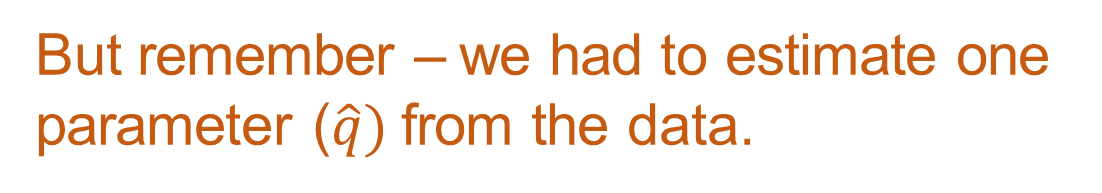 But remember – we had to estimate one
parameter (q̂) from the data.